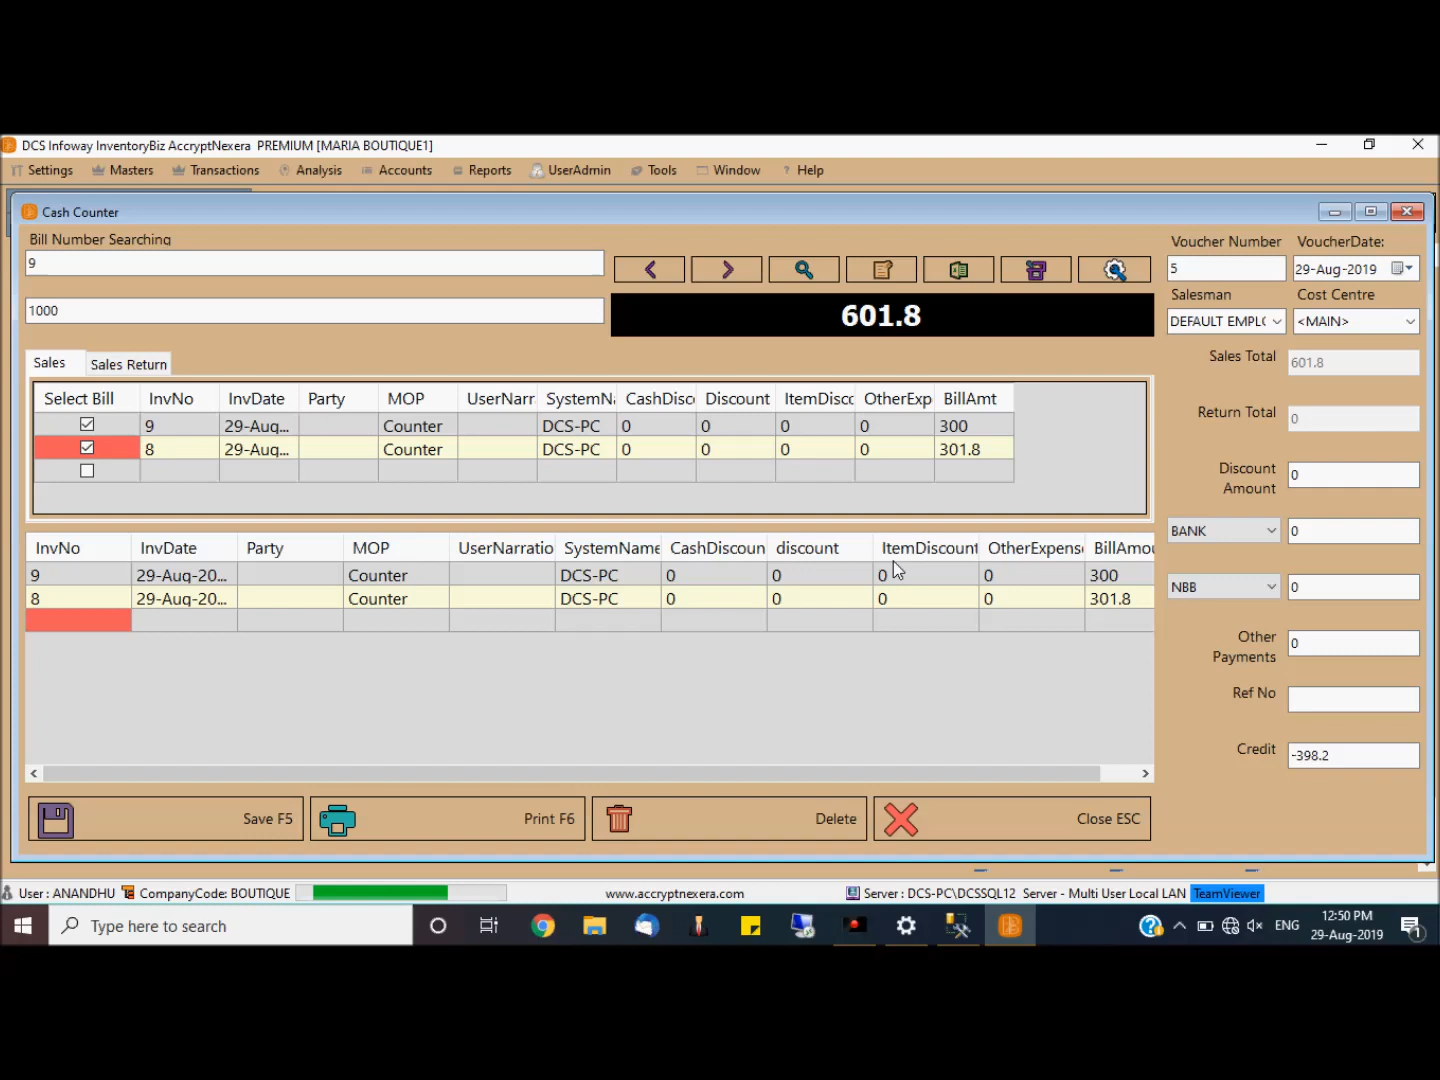 DCS Infoway InventoryBiz AccryptNexera PREMIUM [MARIA BOUTIQUE1]
Settings Masters Transactions Analysis Accounts Reports UserAdmin Tools Window Help
Cash Counter
Bill Number Searching
9
1000
601.8
Voucher Number VoucherDate:
5 29-Aug-2019
Salesman Cost Centre
DEFAULT EMPL( <MAIN>
Sales Total 601.8
Return Total 0
Discount Amount 0
BANK 0
NBB 0
Other Payments 0
Ref No
Credit -398.2
Sales Sales Return
Select Bill InvNo InvDate Party MOP UserNarr SystemNa CashDisco Discount ItemDisco OtherExp BillAmt
9 29-Aug... Counter DCS-PC 0 0 0 0 300
8 29-Aug... Counter DCS-PC 0 0 0 0 301.8
InvNo InvDate Party MOP UserNarratio SystemName CashDiscoun discount ItemDiscount OtherExpens BillAmou
9 29-Aug-20... Counter DCS-PC 0 0 0 0 300
8 29-Aug-20... Counter DCS-PC 0 0 0 0 301.8
Save F5 Print F6 Delete Close ESC
User : ANANDHU CompanyCode: BOUTIQUE www.accryptnexera.com Server : DCS-PC\DCSSQL12 Server - Multi User Local LAN TeamViewer
Type here to search ENG 12:50 PM
29-Aug-2019 1